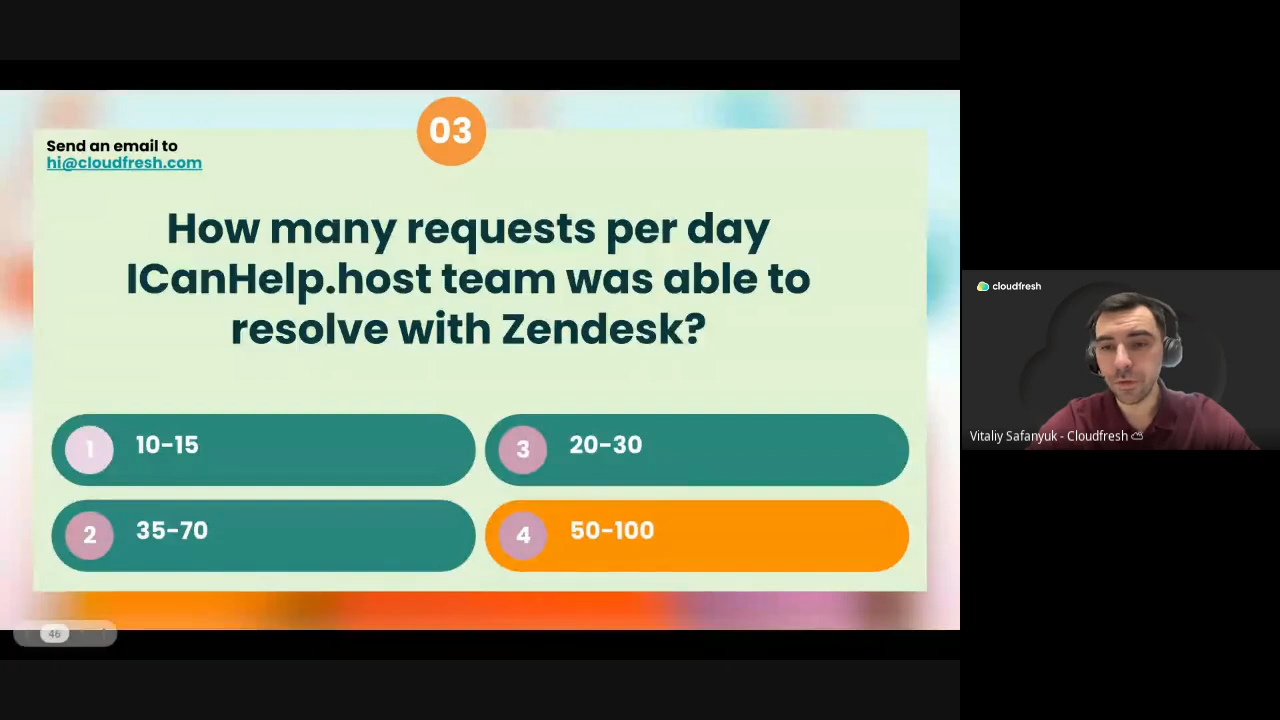 03
Send an email to
hi@cloudfresh.com
How many requests per day
ICanHelp.host team was able to
resolve with Zendesk?
1 10-15
3 20-30
2 35-70
4 50-100
46
cloudfresh
Vitaliy Safanyuk - Cloudfresh